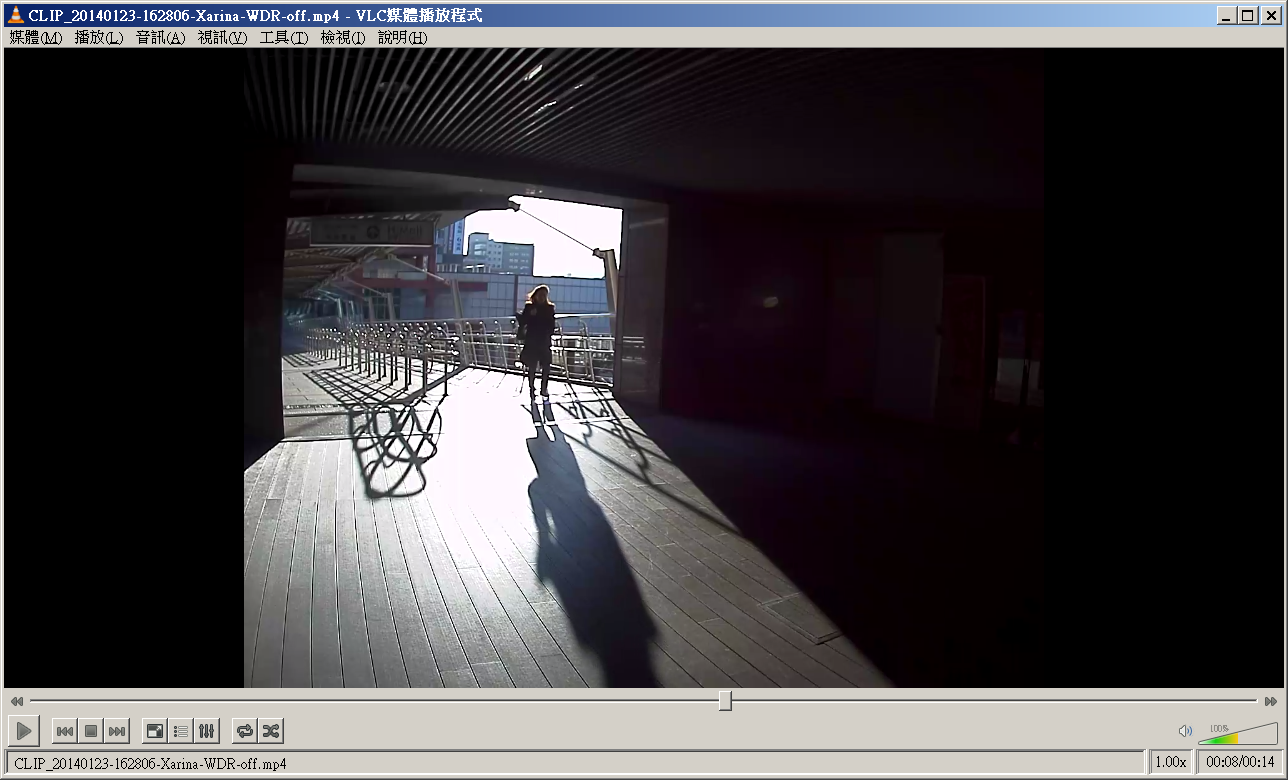 CLIP_20140123-162806-Xarina-WDR-off.mp4 - VLC媒體播放程式
媒體(M) 播放(L) 音訊(A) 視訊(V) 工具(T) 檢視(I) 說明(H)
100%
CLIP_20140123-162806-Xarina-WDR-off.mp4
1.00x
00:08/00:14